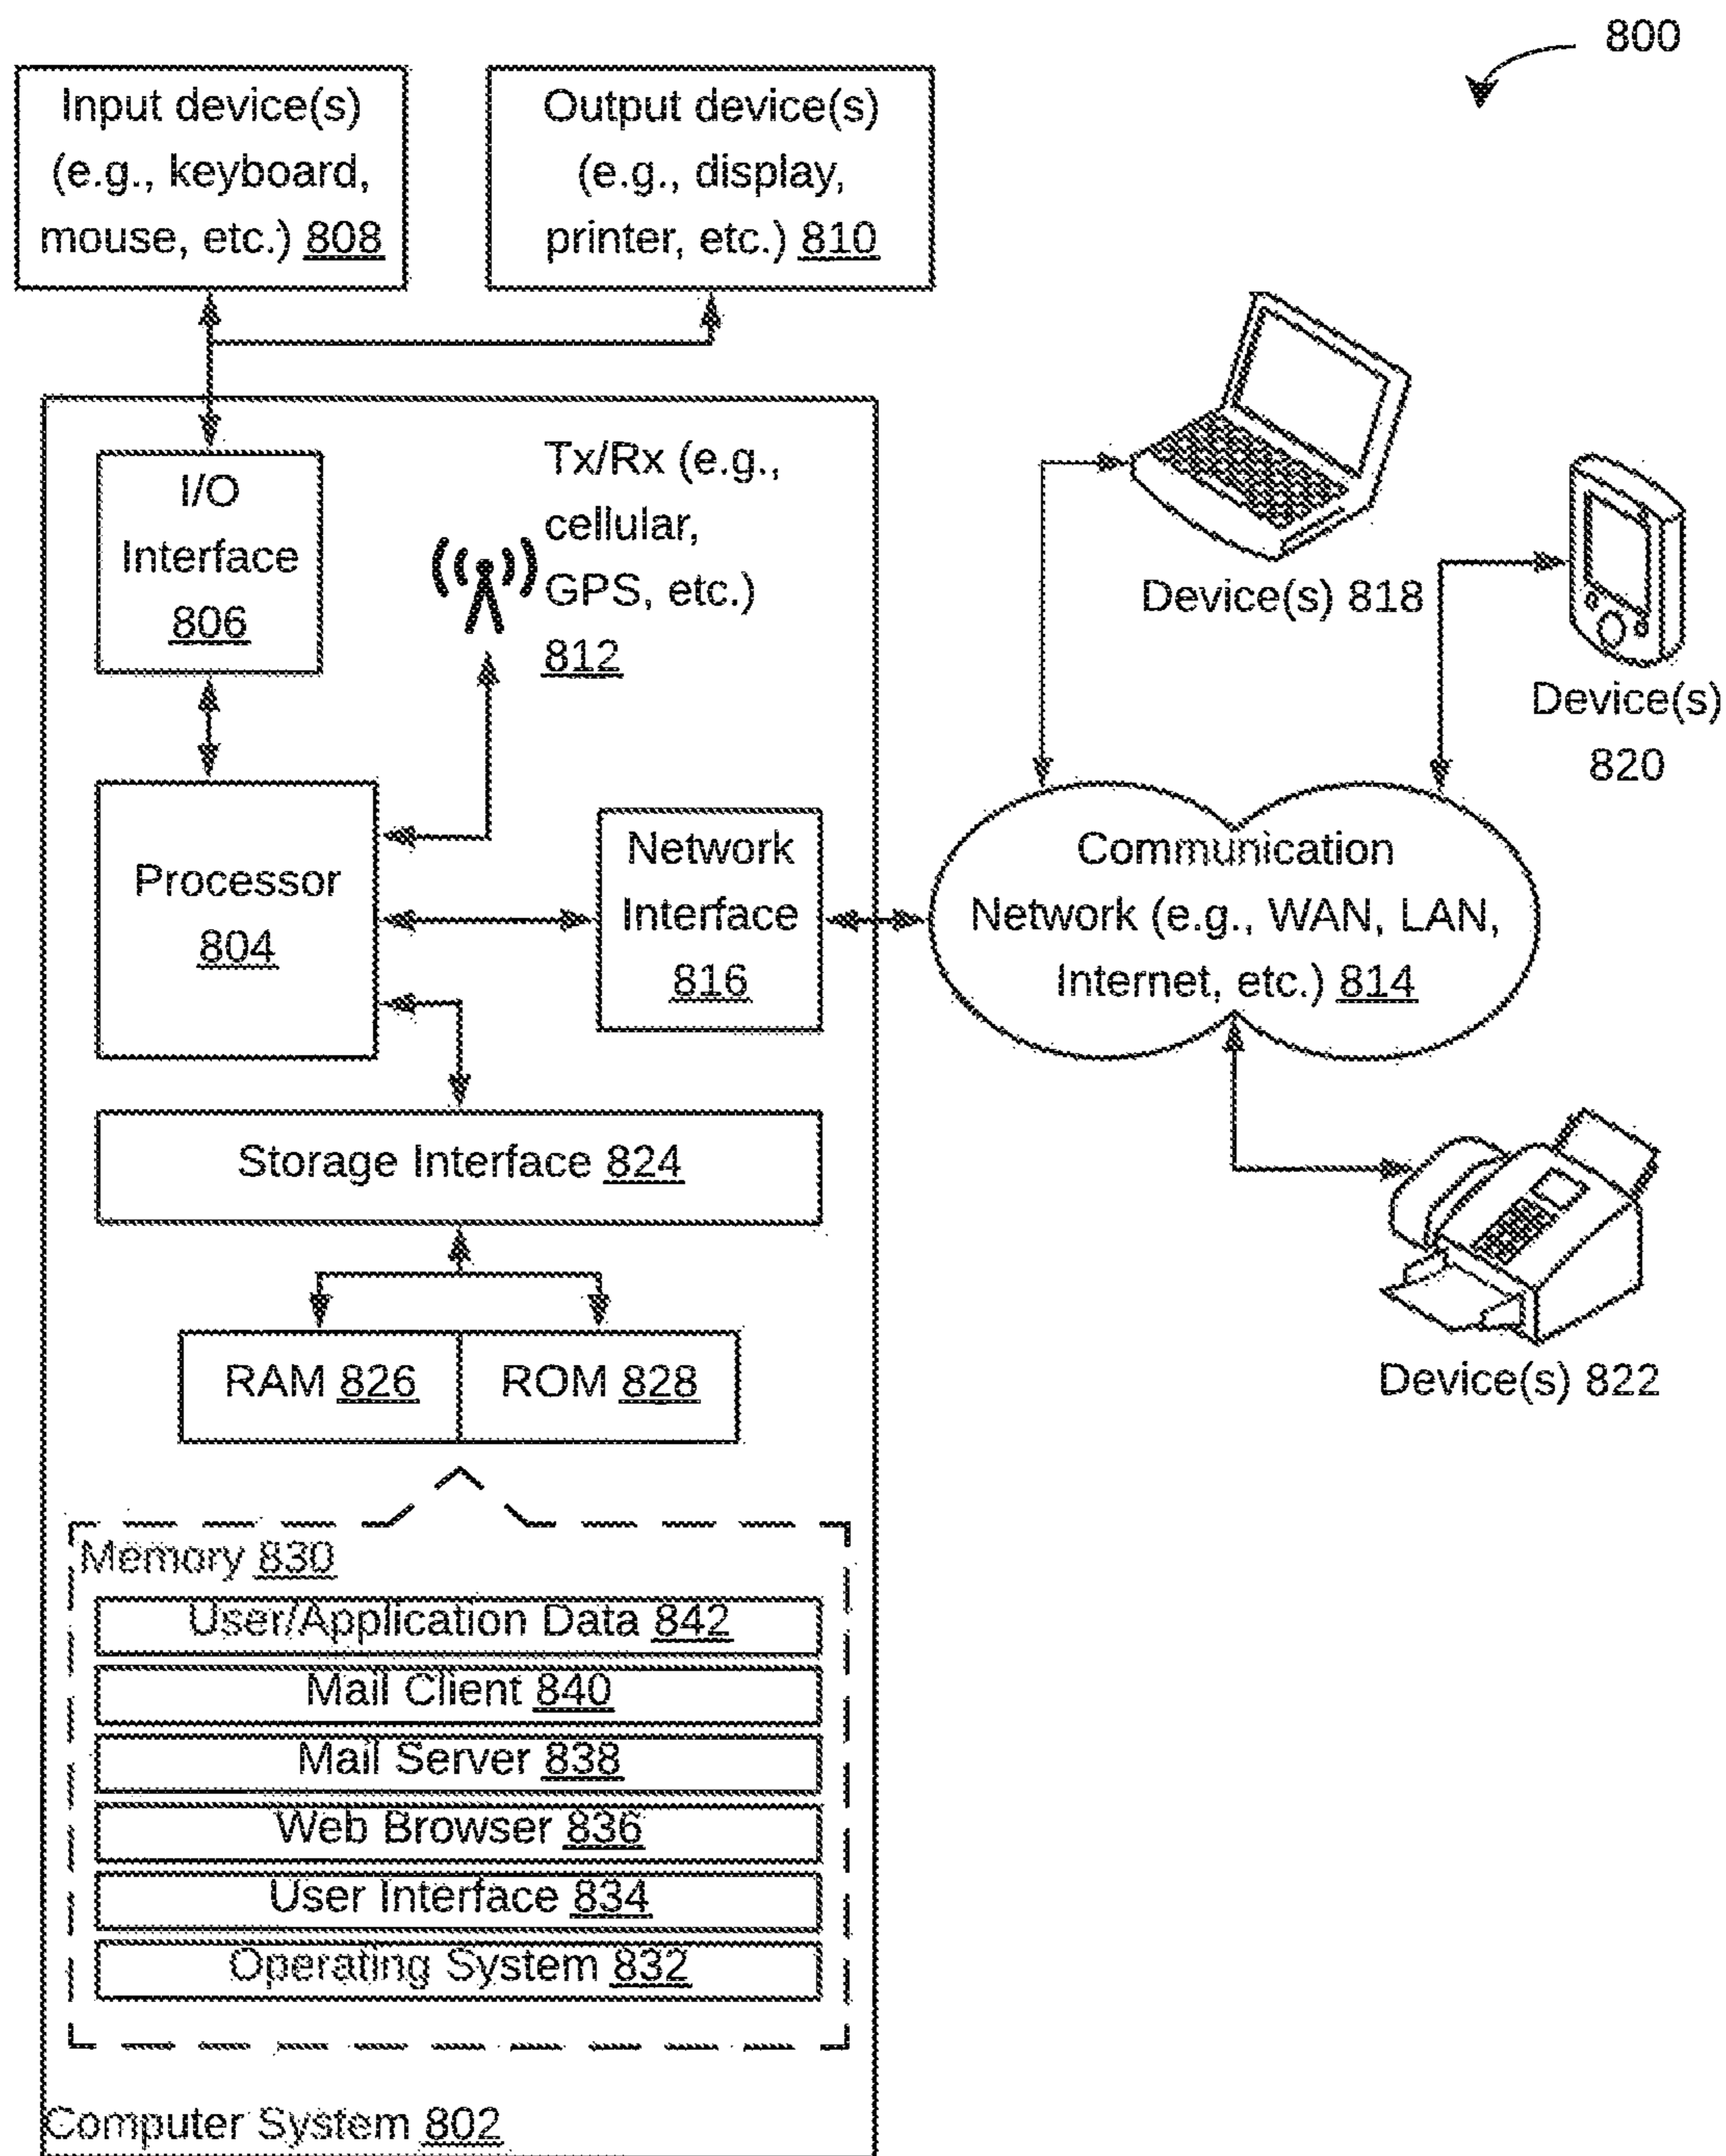 800
Input device(s)
(e.g., keyboard,
mouse, etc.) 808
Output device(s)
(e.g., display,
printer, etc.) 810
I/O
Interface
806
Tx/Rx (e.g.,
cellular,
GPS, etc.)
812
Device(s) 818
Device(s)
820
Processor
804
Network
Interface
816
Communication
Network (e.g., WAN, LAN,
Internet, etc.) 814
Storage Interface 824
RAM 826
ROM 828
Device(s) 822
Memory 830
User/Application Data 842
Mail Client 840
Mail Server 838
Web Browser 836
User Interface 834
Operating System 832
Computer System 802